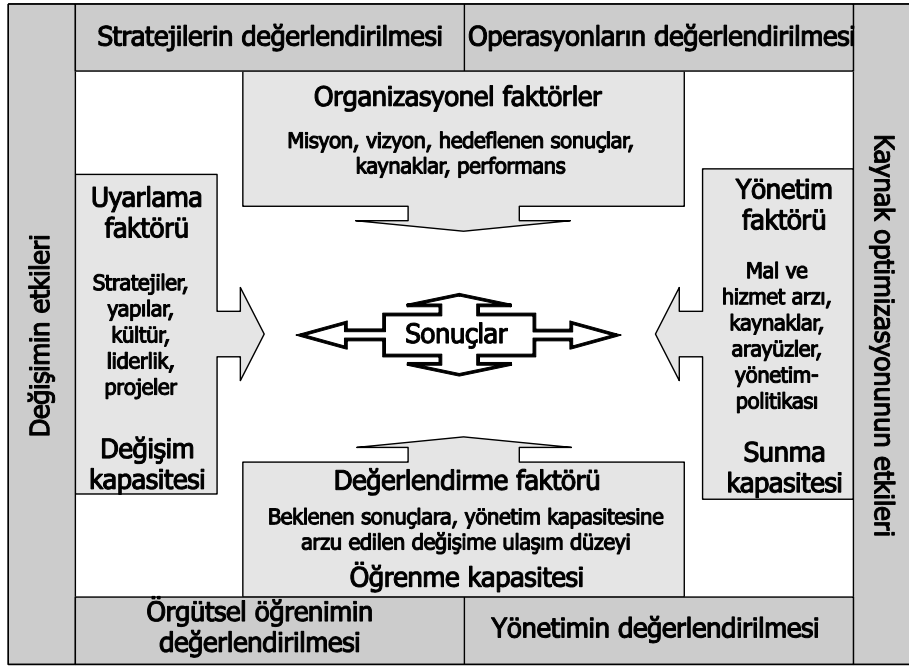 Stratejilerin değerlendirilmesi
Operasyonların değerlendirilmesi
Organizasyonel faktörler
Misyon, vizyon, hedeflenen sonuçlar,
kaynaklar, performans
Değişimin etkileri
Uyarlama
faktörü
Stratejiler,
yapılar,
kültür,
liderlik,
projeler
Değişim
kapasitesi
Sonuçlar
Yönetim
faktörü
Mal ve
hizmet arzı,
kaynaklar,
arayüzler,
yönetim-
politikası
Sunma
kapasitesi
Kaynak optimizasyonunun etkileri
Değerlendirme faktörü
Beklenen sonuçlara, yönetim kapasitesine
arzu edilen değişime ulaşım düzeyi
Öğrenme kapasitesi
Örgütsel öğrenimin
değerlendirilmesi
Yönetimin değerlendirilmesi